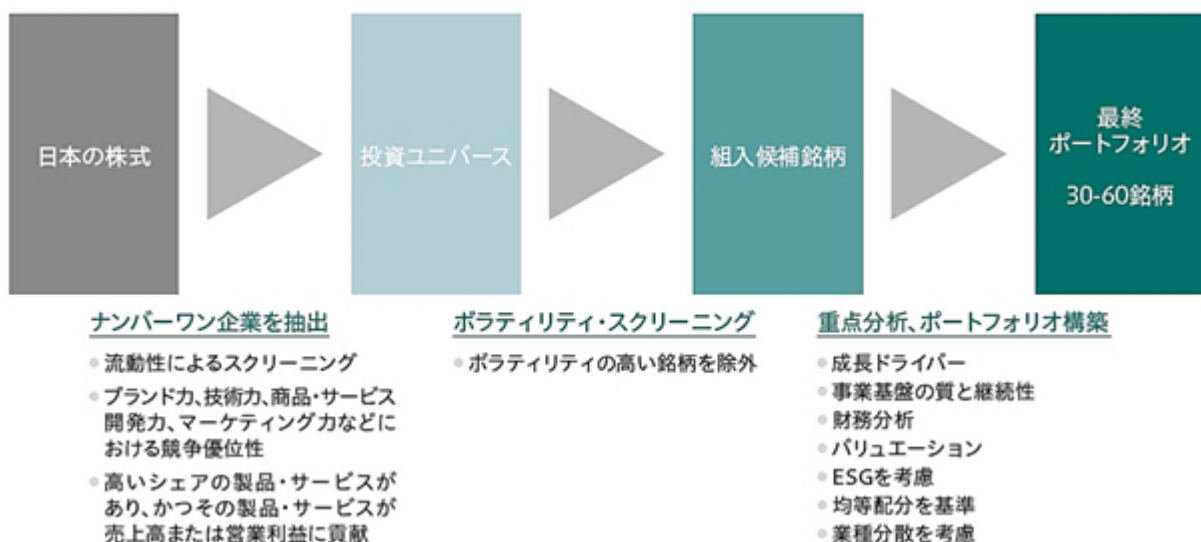 日本の株式
投資ユニバース
組入候補銘柄
最終
ポートフォリオ
30-60銘柄
ナンバーワン企業を抽出
流動性によるスクリーニング
ブランド力、技術力、商品・サービス
開発力、マーケティング力などに
おける競争優位性
高いシェアの製品・サービスが
あり、かつその製品・サービスが
売上高または営業利益に貢献
ボラティリティ・スクリーニング
ボラティリティの高い銘柄を除外
重点分析、ポートフォリオ構築
成長ドライバー
事業基盤の質と継続性
財務分析
バリュエーション
ESGを考慮
均等配分を基準
業種分散を考慮